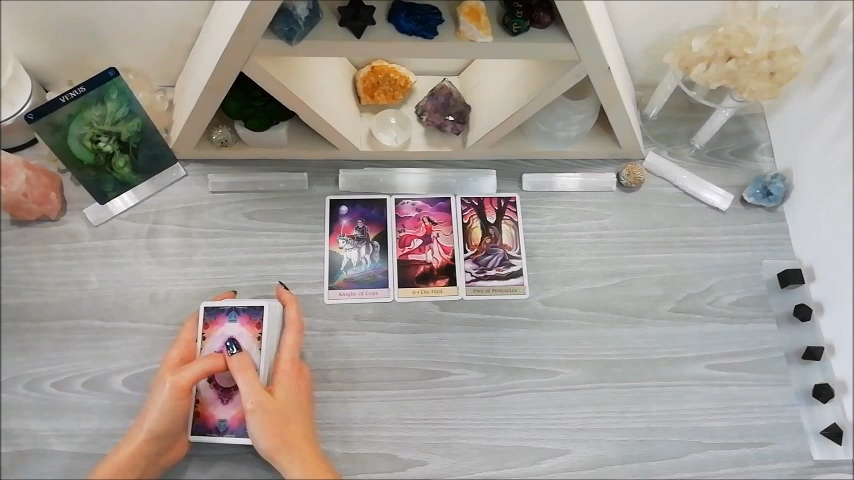 VENUS
Knight of Cups
0 • The Fool
Five of Pentacles